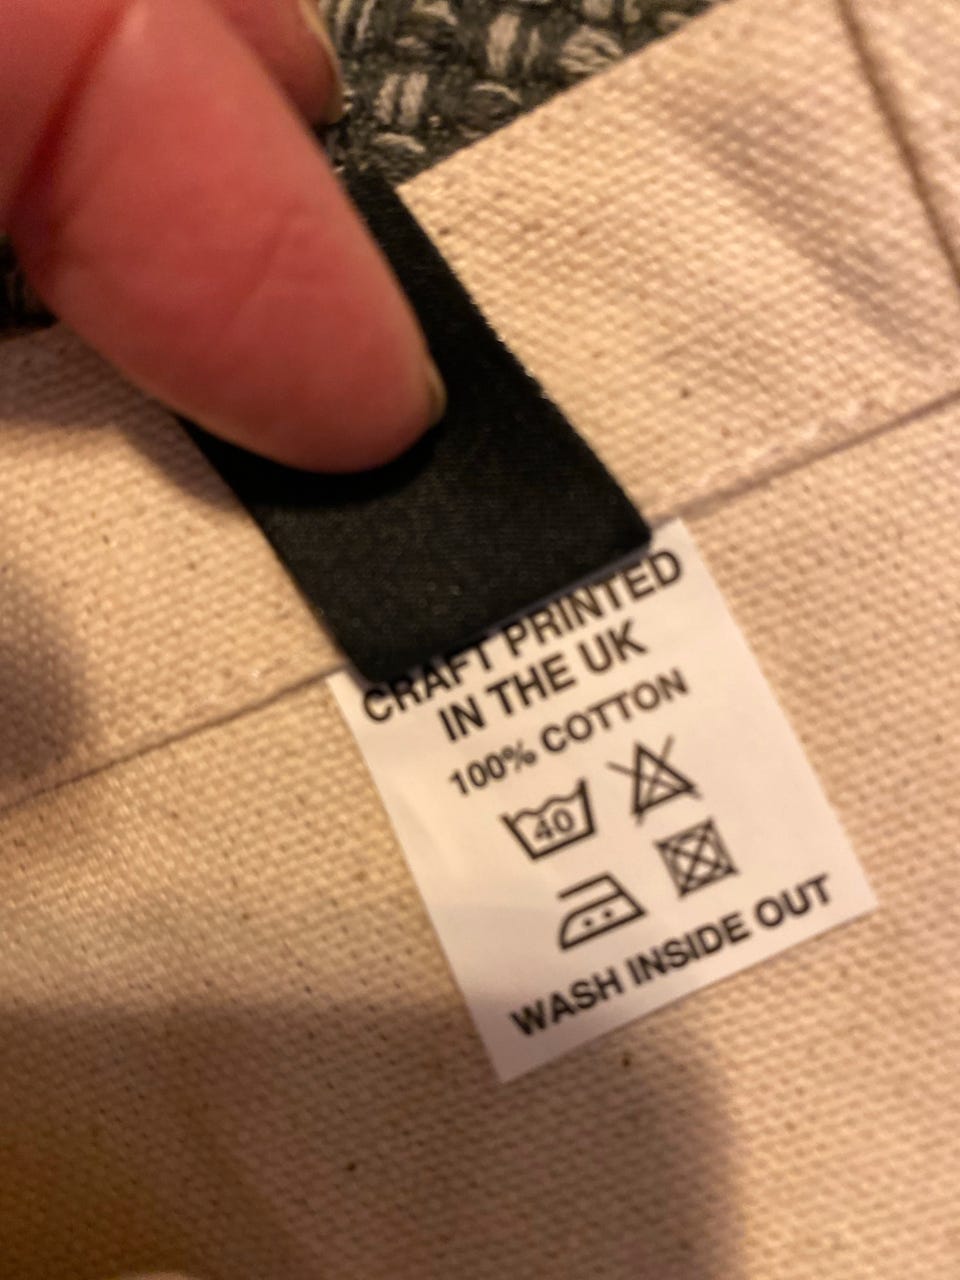 CRAFT PRINTED
IN THE UK
100% COTTON
40
WASH INSIDE OUT